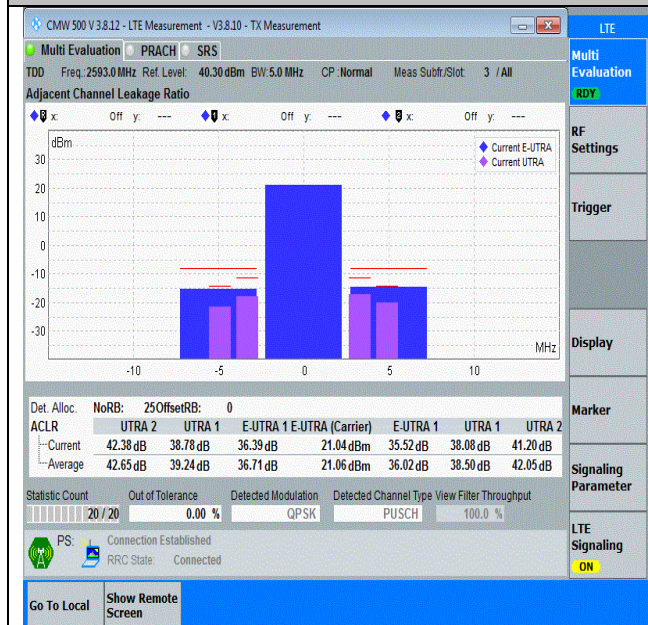 CMW 500 V 3.8.12 - LTE Measurement - V3.8.10 - TX Measurement
LTE
Multi Evaluation PRACH SRS
TDD Freq.:2593.0 MHz Ref. Level: 40.30 dBm BW:5.0 MHz CP :Normal Meas Subfr./Slot: 3 / All
Adjacent Channel Leakage Ratio
x: Off y: --- x: Off y: --- x: Off y: ---
dBm
Current E-UTRA
Current UTRA
30
20
10
0
-10
-20
-30
MHz
-10 -5 0 5 10
Det. Alloc. NoRB: 25 OffsetRB: 0
ACLR UTRA 2 UTRA 1 E-UTRA 1 E-UTRA (Carrier) E-UTRA 1 UTRA 1 UTRA 2
Current 42.38 dB 38.78 dB 36.39 dB 21.04 dBm 35.52 dB 38.08 dB 41.20 dB
Average 42.65 dB 39.24 dB 36.71 dB 21.06 dBm 36.02 dB 38.50 dB 42.05 dB
Statistic Count Out of Tolerance Detected Modulation Detected Channel Type View Filter Throughput
20 / 20 0.00 % QPSK PUSCH 100.0 %
PS: Connection Established
RRC State: Connected
Multi
Evaluation
RDY
RF
Settings
Trigger
Display
Marker
Signaling
Parameter
LTE
Signaling
ON
Go To Local
Show Remote
Screen